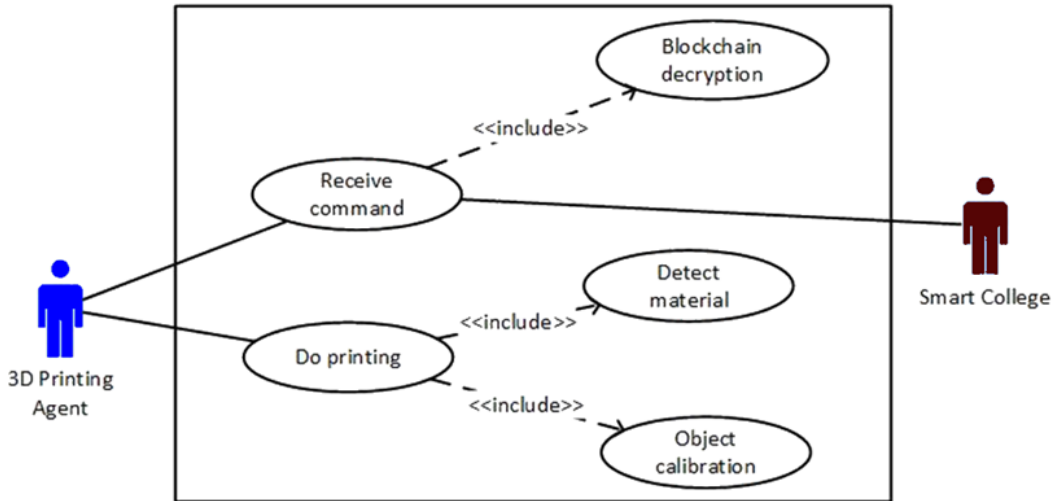 Blockchain
decryption
<<include>>
Receive
command
Detect
material
Smart College
<<include>>
Do printing
3D Printing
Agent
<<include>>
Object
calibration